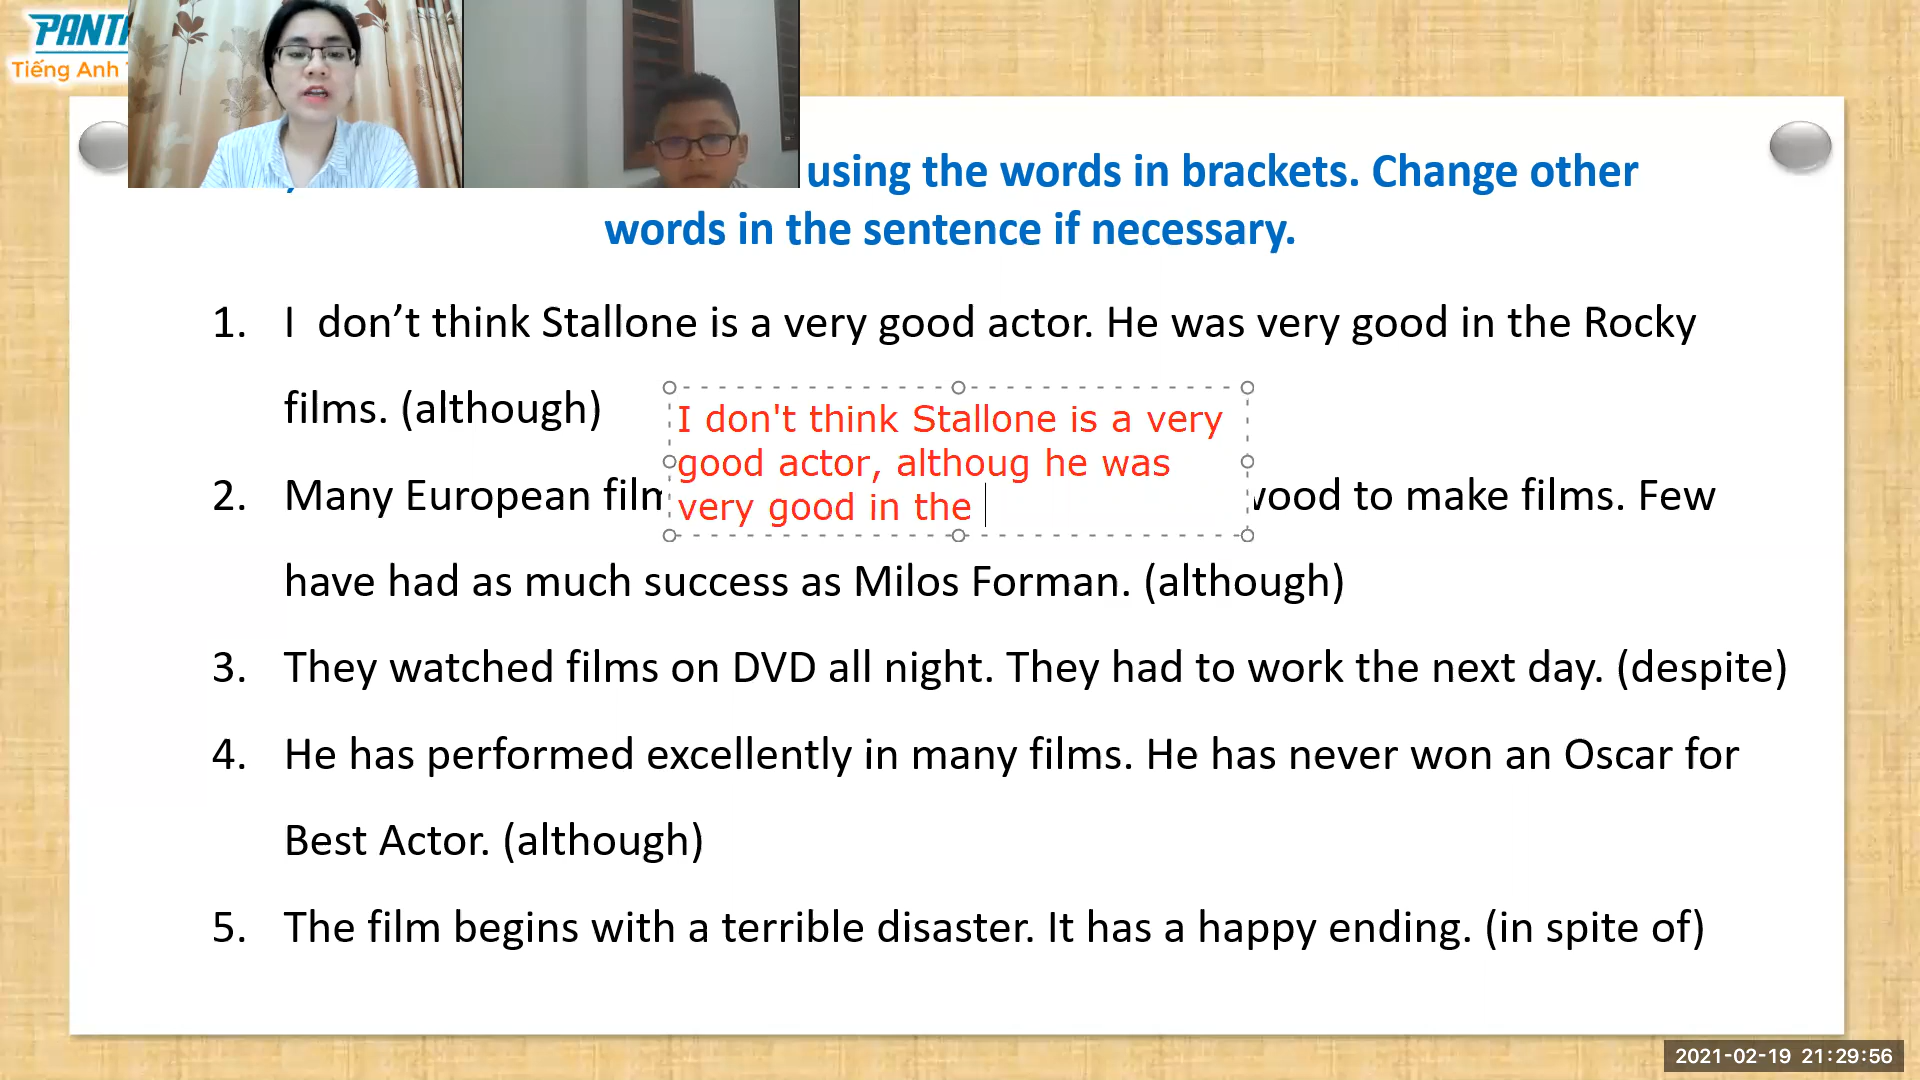 Tiếng Anh
using the words in brackets. Change other
words in the sentence if necessary.
1. I don’t think Stallone is a very good actor. He was very good in the Rocky
films. (although)
I don't think Stallone is a very
good actor, althoug he was
very good in the
2. Many European to make films. Few
have had as much success as Milos Forman. (although)
3. They watched films on DVD all night. They had to work the next day. (despite)
4. He has performed excellently in many films. He has never won an Oscar for
Best Actor. (although)
5. The film begins with a terrible disaster. It has a happy ending. (in spite of)
2021-02-19 21:29:56